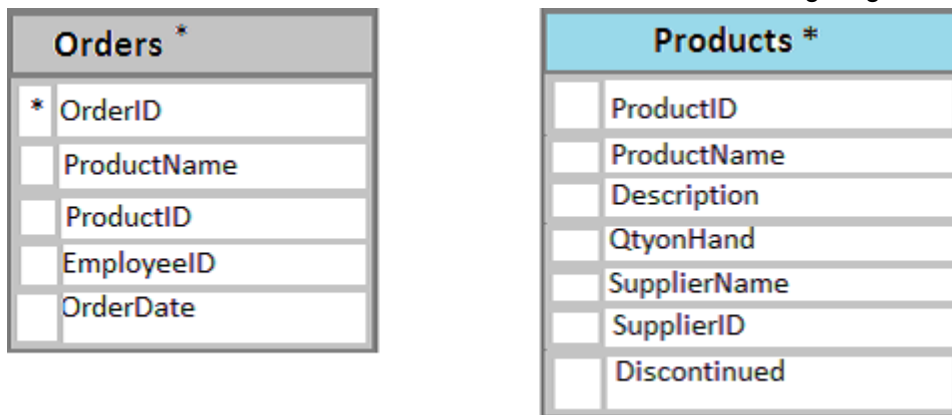 Orders *
* OrderID
ProductName
ProductID
EmployeeID
OrderDate
Products *
ProductID
ProductName
Description
QtyonHand
SupplierName
SupplierID
Discontinued